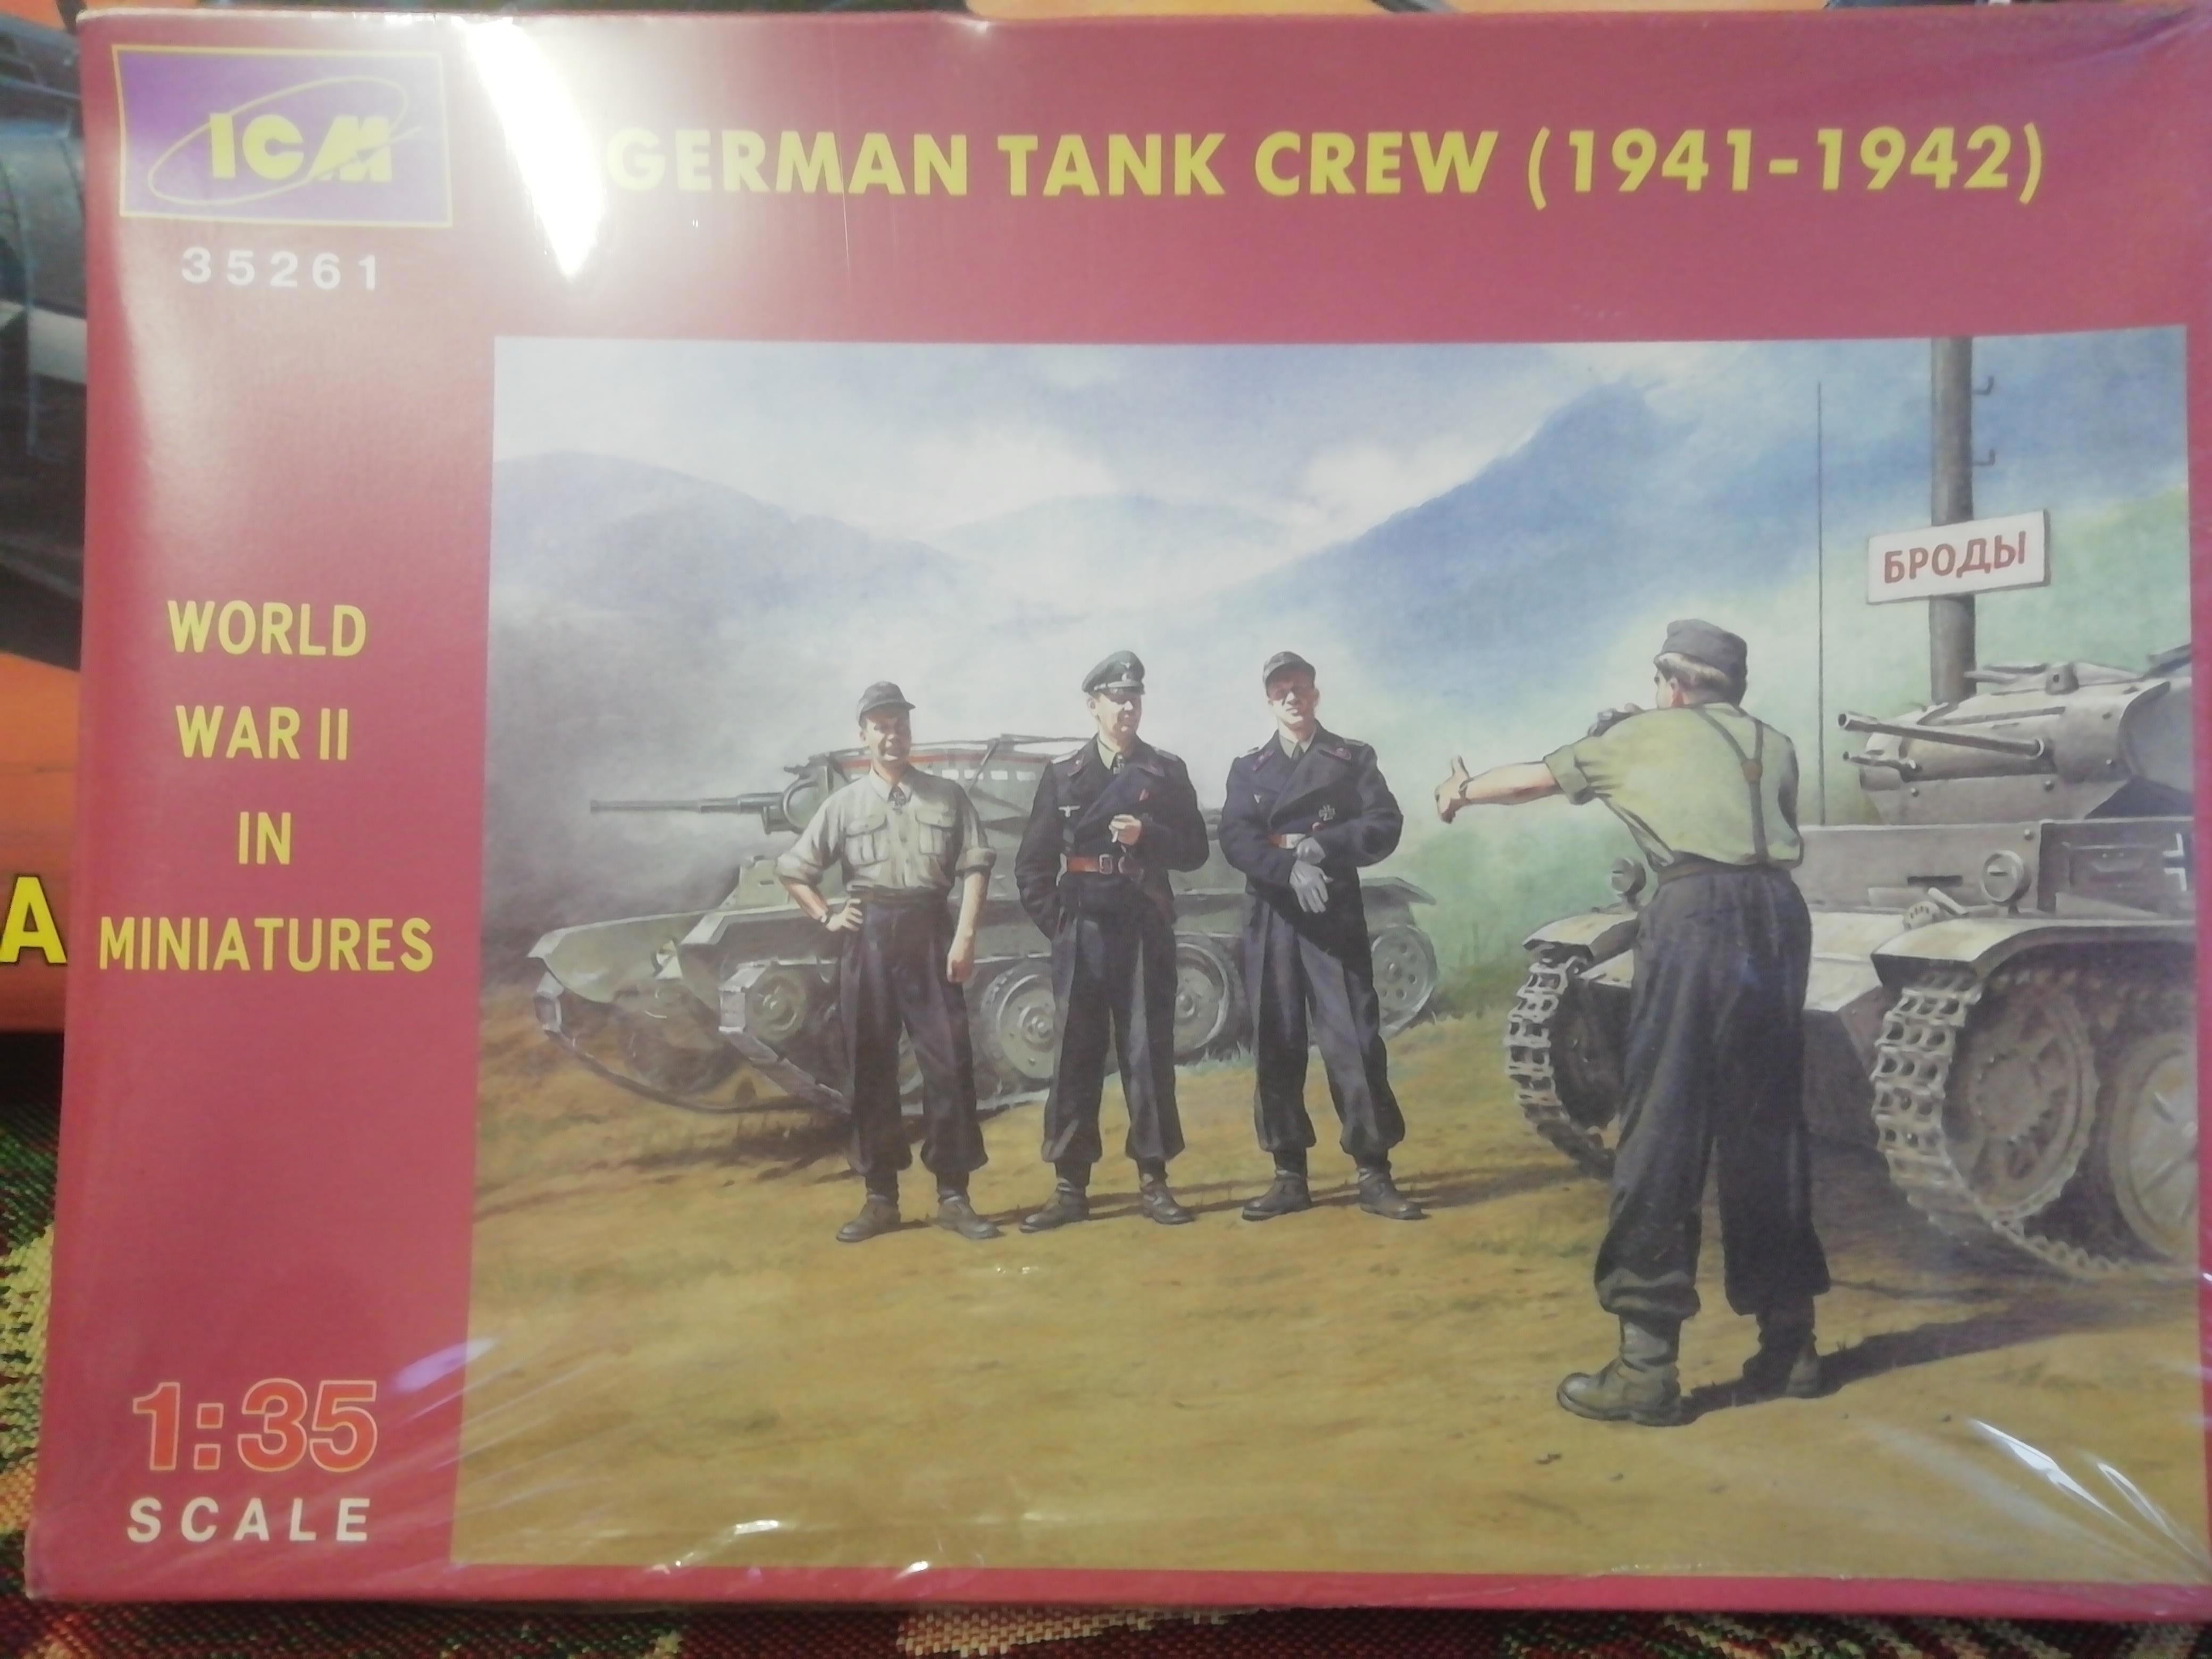 ICM
35261
GERMAN TANK CREW (1941-1942)
WORLD
WAR II
IN
MINIATURES
1:35
SCALE
БРОДЫ
A